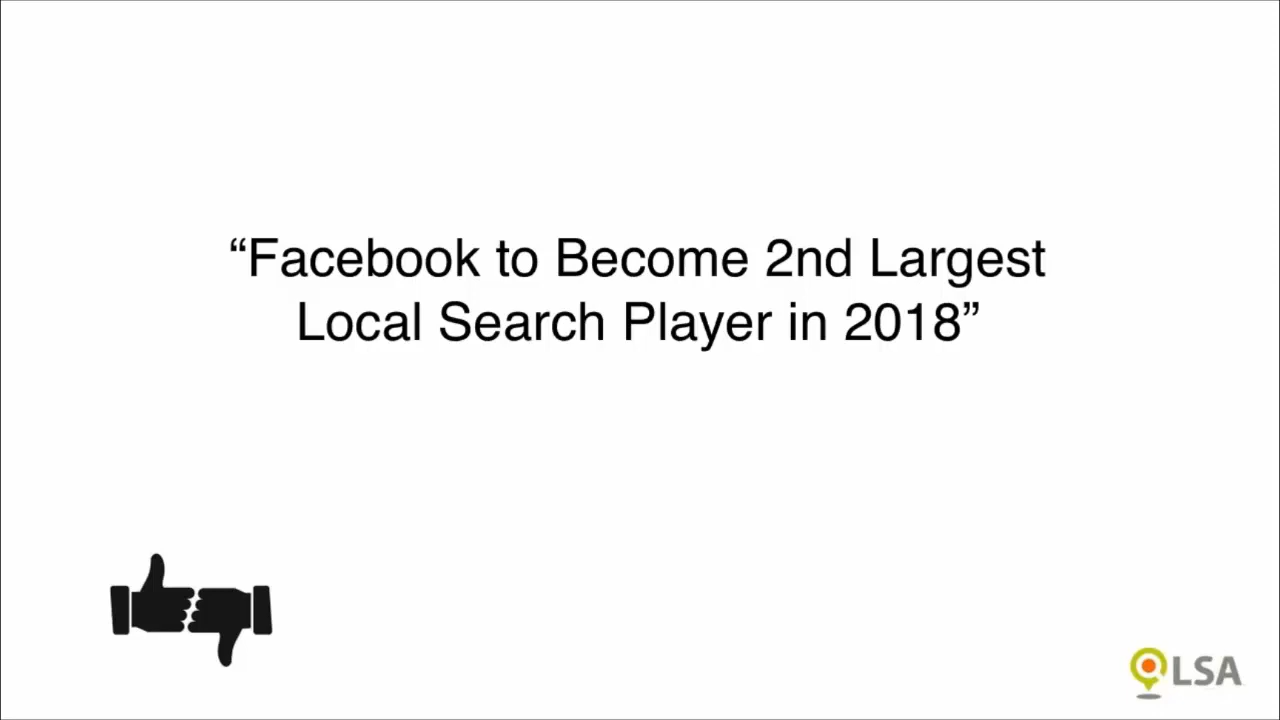 “Facebook to Become 2nd Largest
Local Search Player in 2018”
LSA